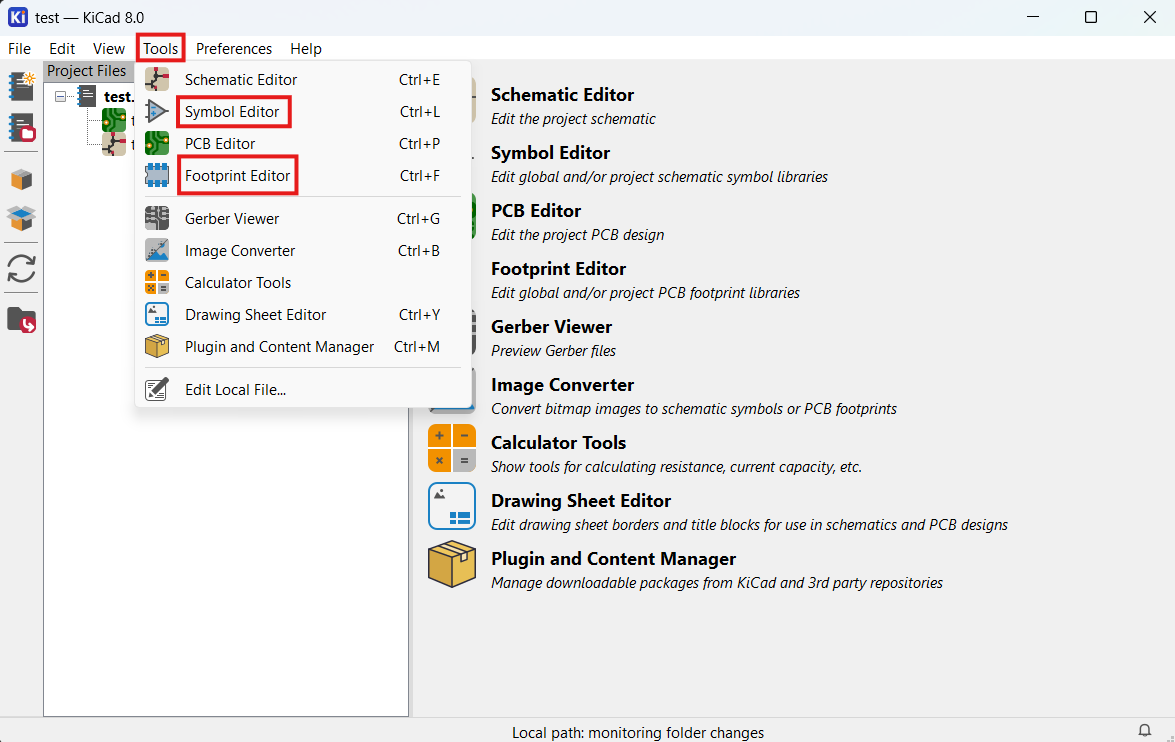 Ki test — KiCad 8.0
File Edit View Tools Preferences Help
Project Files
test.
Schematic Editor Ctrl+E
Symbol Editor Ctrl+L
PCB Editor Ctrl+P
Footprint Editor Ctrl+F
Gerber Viewer Ctrl+G
Image Converter Ctrl+B
Calculator Tools
Drawing Sheet Editor Ctrl+Y
Plugin and Content Manager Ctrl+M
Edit Local File...
Schematic Editor
Edit the project schematic
Symbol Editor
Edit global and/or project schematic symbol libraries
PCB Editor
Edit the project PCB design
Footprint Editor
Edit global and/or project PCB footprint libraries
Gerber Viewer
Preview Gerber files
Image Converter
Convert bitmap images to schematic symbols or PCB footprints
Calculator Tools
Show tools for calculating resistance, current capacity, etc.
Drawing Sheet Editor
Edit drawing sheet borders and title blocks for use in schematics and PCB designs
Plugin and Content Manager
Manage downloadable packages from KiCad and 3rd party repositories
Local path: monitoring folder changes